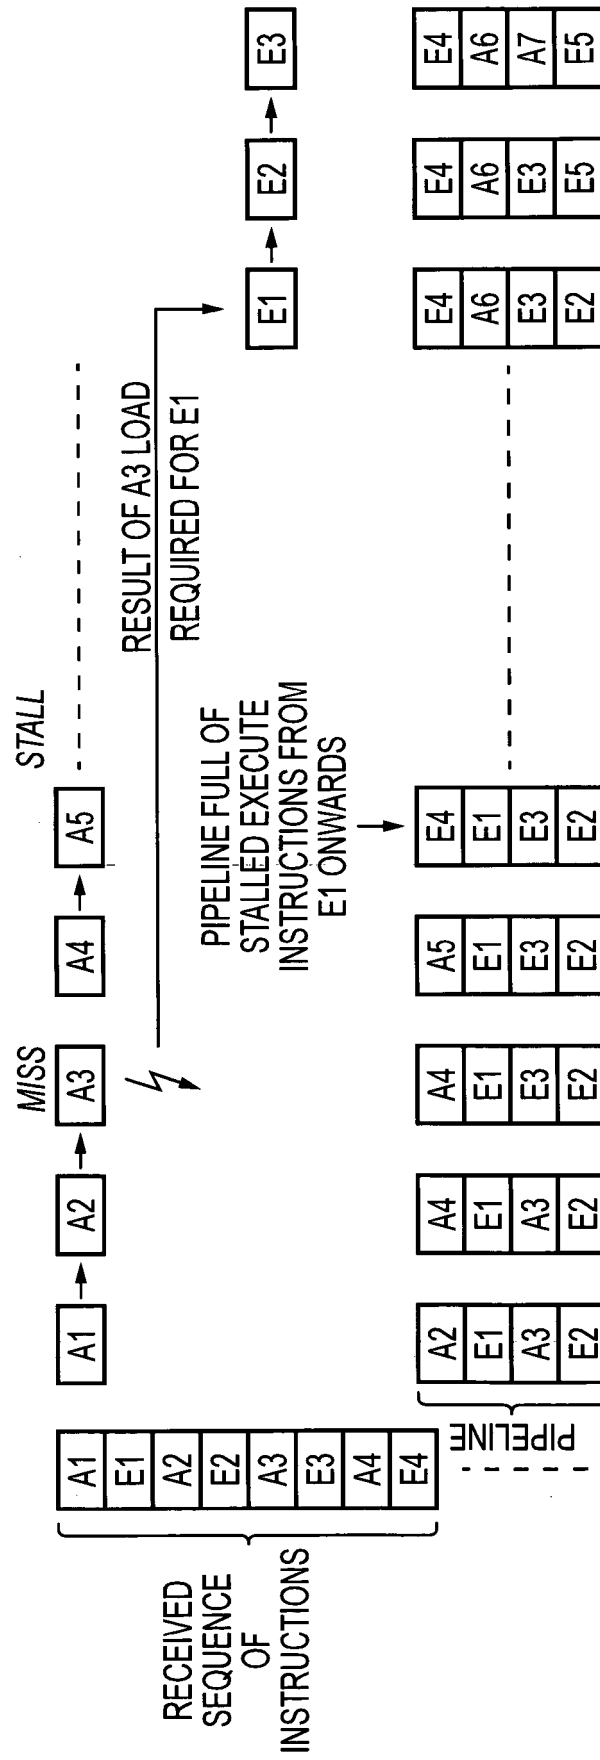 MISS
STALL
A1
A2
A3
A4
A5
RESULT OF A3 LOAD
REQUIRED FOR E1
E1
E2
E3
RECEIVED
SEQUENCE
OF
INSTRUCTIONS
A1
E1
A2
E2
A3
E3
A4
E4
PIPELINE FULL OF
STALLED EXECUTE
INSTRUCTIONS FROM
E1 ONWARDS
PIPELINE
A2
E1
A3
E2
A4
E1
A3
E2
A4
E1
E3
E2
A5
E1
E3
E2
E4
E1
E3
E2
E4
A6
E3
E2
E4
A6
E3
E5
E4
A6
A7
E5